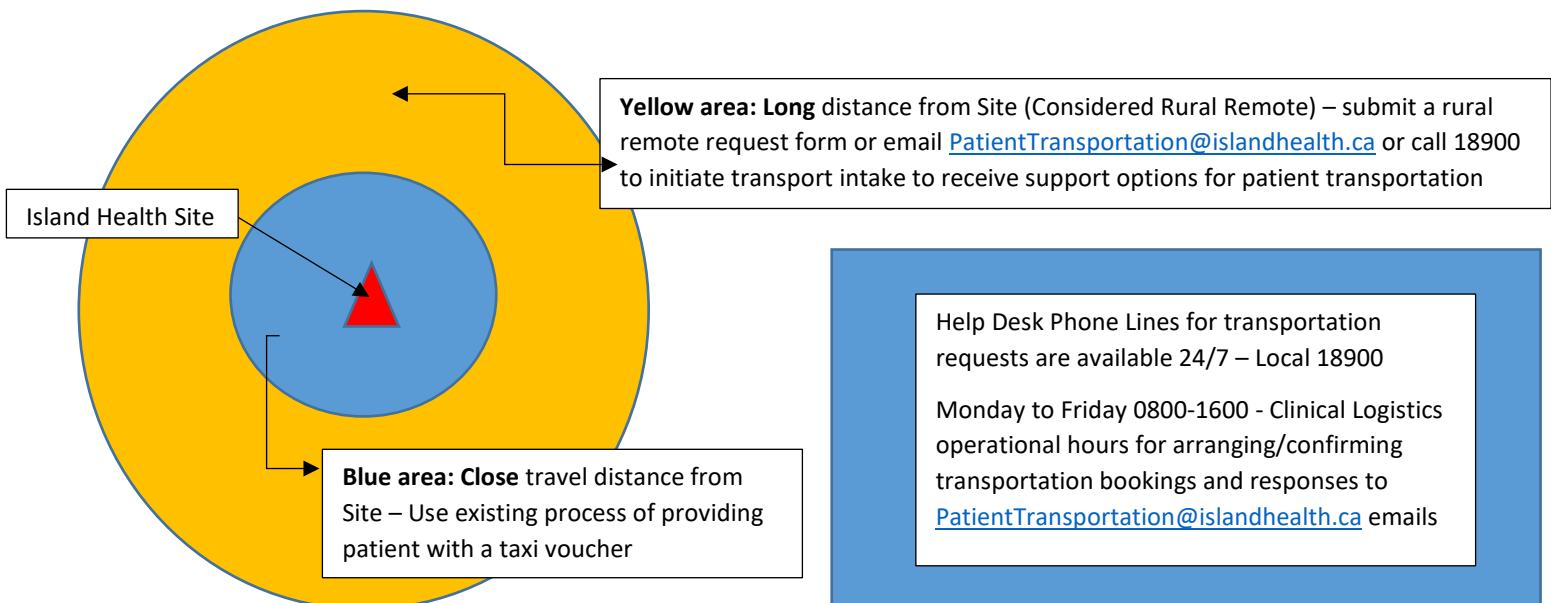 Yellow area: Long distance from Site (Considered Rural Remote) – submit a rural
remote request form or email PatientTransportation@islandhealth.ca or call 18900
to initiate transport intake to receive support options for patient transportation
Island Health Site
Help Desk Phone Lines for transportation
requests are available 24/7 – Local 18900
Monday to Friday 0800-1600 - Clinical Logistics
operational hours for arranging/confirming
transportation bookings and responses to
PatientTransportation@islandhealth.ca emails
Blue area: Close travel distance from
Site – Use existing process of providing
patient with a taxi voucher